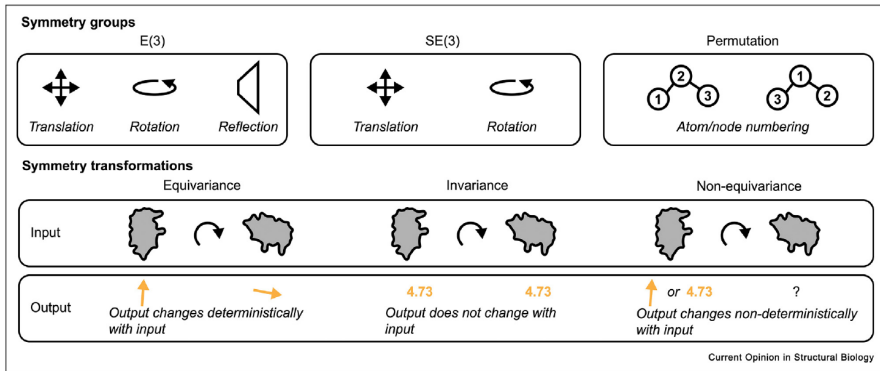 Symmetry groups
E(3) SE(3) Permutation
1 2 3 3 1 2
Translation Rotation Reflection Translation Rotation Atom/node numbering
Symmetry transformations
Equivariance Invariance Non-equivariance
Input
Output
4.73 4.73 or 4.73 ?
Output changes deterministically
with input
Output does not change with
input
Output changes non-deterministically
with input
Current Opinion in Structural Biology